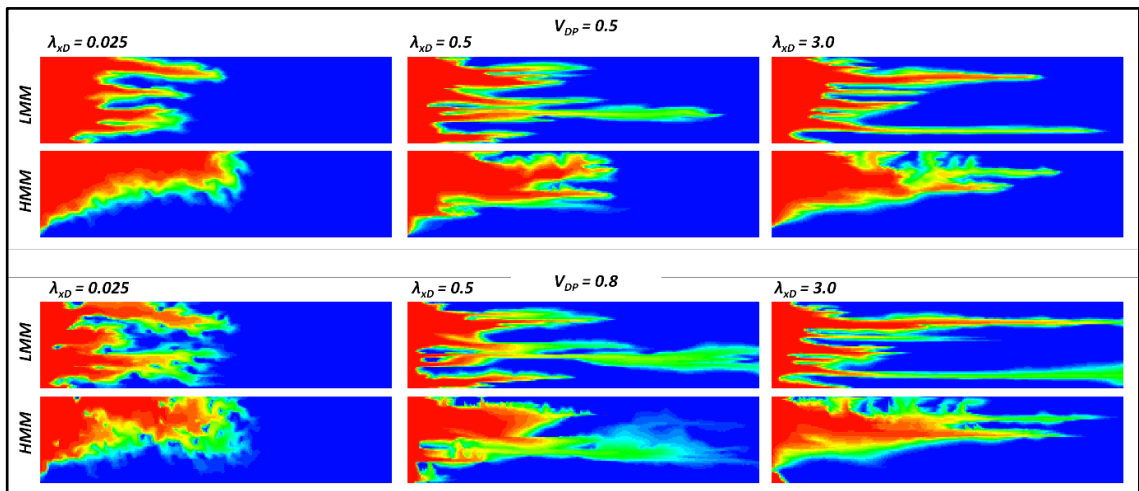 V_DP = 0.5
λ_xD = 0.025 λ_xD = 0.5 λ_xD = 3.0
LMM
HMM
V_DP = 0.8
λ_xD = 0.025 λ_xD = 0.5 λ_xD = 3.0
LMM
HMM